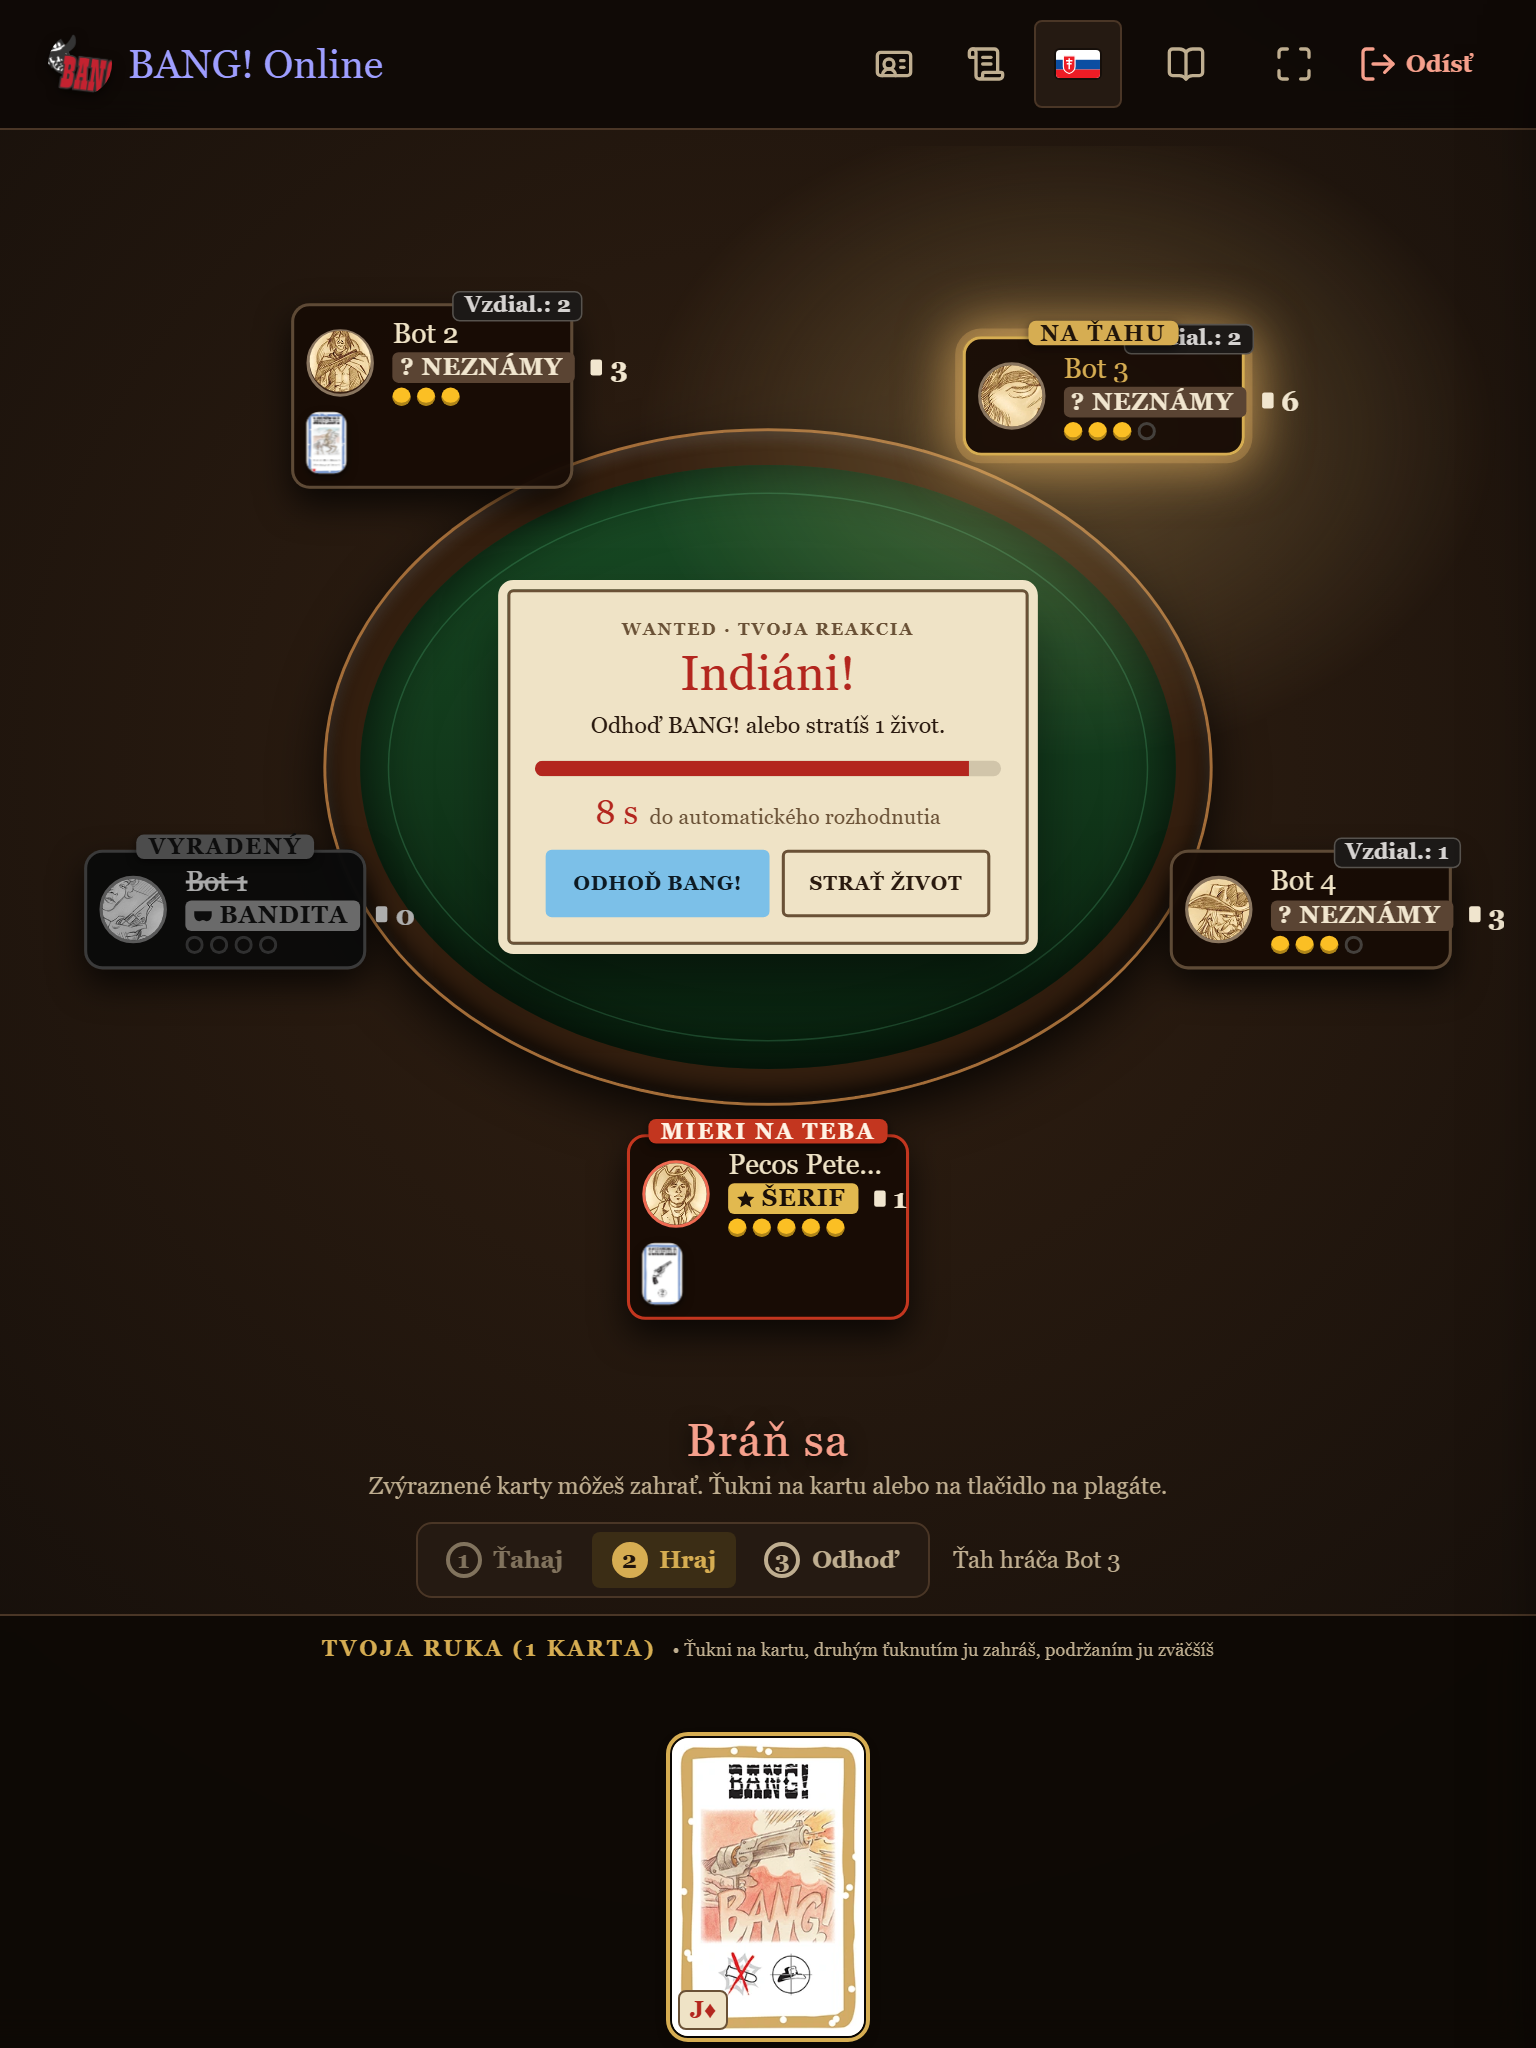 BANG! Online
Odísť
Vzdial.: 2
Bot 2
? NEZNÁMY
3
NA ŤAHU
ial.: 2
Bot 3
? NEZNÁMY
6
WANTED · TVOJA REAKCIA
Indiáni!
Odhoď BANG! alebo stratíš 1 život.
8 s do automatického rozhodnutia
ODHOĎ BANG!
STRAŤ ŽIVOT
VYRADENÝ
Bot 1
BANDITA
0
Vzdial.: 1
Bot 4
? NEZNÁMY
3
MIERI NA TEBA
Pecos Pete...
ŠERIF
1
Bráň sa
Zvýraznené karty môžeš zahrať. Ťukni na kartu alebo na tlačidlo na plagáte.
1 Ťahaj
2 Hraj
3 Odhoď
Ťah hráča Bot 3
TVOJA RUKA (1 KARTA) • Ťukni na kartu, druhým ťuknutím ju zahráš, podržaním ju zväčšíš
BANG!
BANG!
J♦